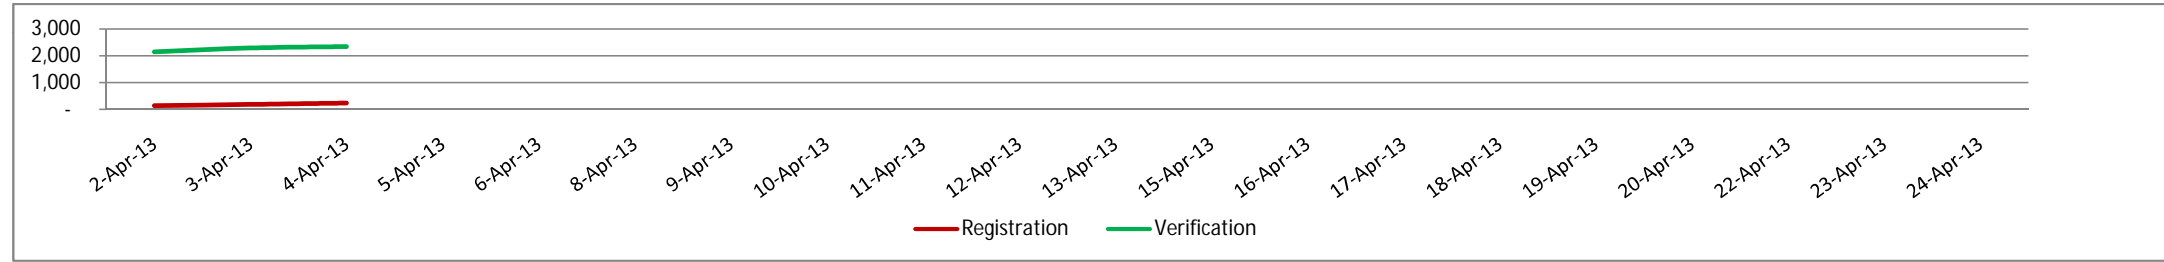 3,000
2,000
1,000
-
2-Apr-13 3-Apr-13 4-Apr-13 5-Apr-13 6-Apr-13 8-Apr-13 9-Apr-13 10-Apr-13 11-Apr-13 12-Apr-13 13-Apr-13 15-Apr-13 16-Apr-13 17-Apr-13 18-Apr-13 19-Apr-13 20-Apr-13 22-Apr-13 23-Apr-13 24-Apr-13
Registration Verification